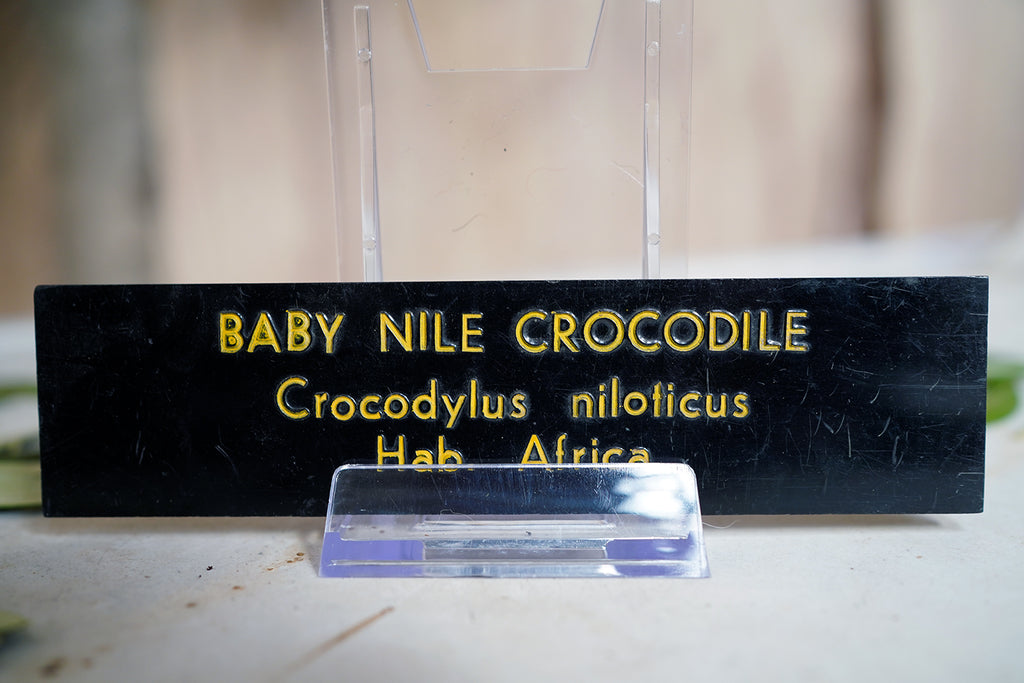 BABY NILE CROCODILE
Crocodylus niloticus
Hab. Africa